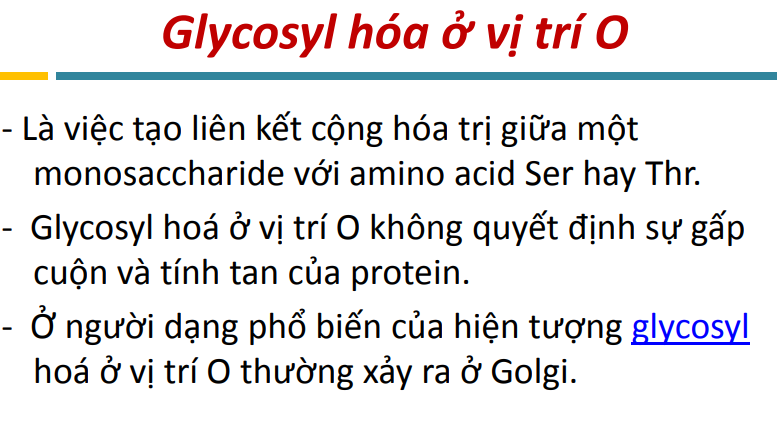 Glycosyl hóa ở vị trí O
- Là việc tạo liên kết cộng hóa trị giữa một
monosaccharide với amino acid Ser hay Thr.
- Glycosyl hoá ở vị trí O không quyết định sự gấp
cuộn và tính tan của protein.
- Ở người dạng phổ biến của hiện tượng glycosyl
hoá ở vị trí O thường xảy ra ở Golgi.